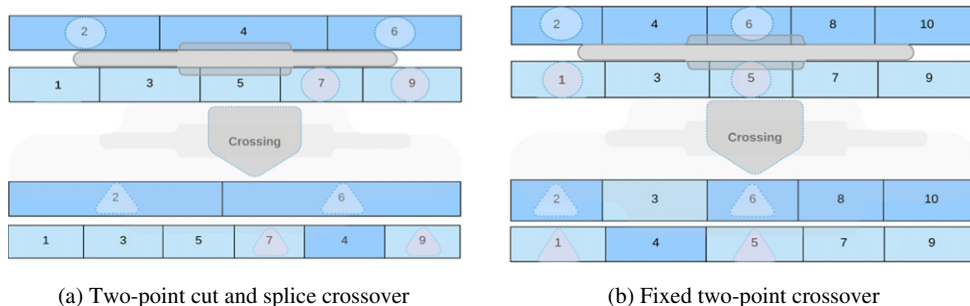 2 4 6
1 3 5 7 9
Crossing
2 6
1 3 5 7 4 9
(a) Two-point cut and splice crossover
2 4 6 8 10
1 3 5 7 9
Crossing
2 3 6 8 10
1 4 5 7 9
(b) Fixed two-point crossover